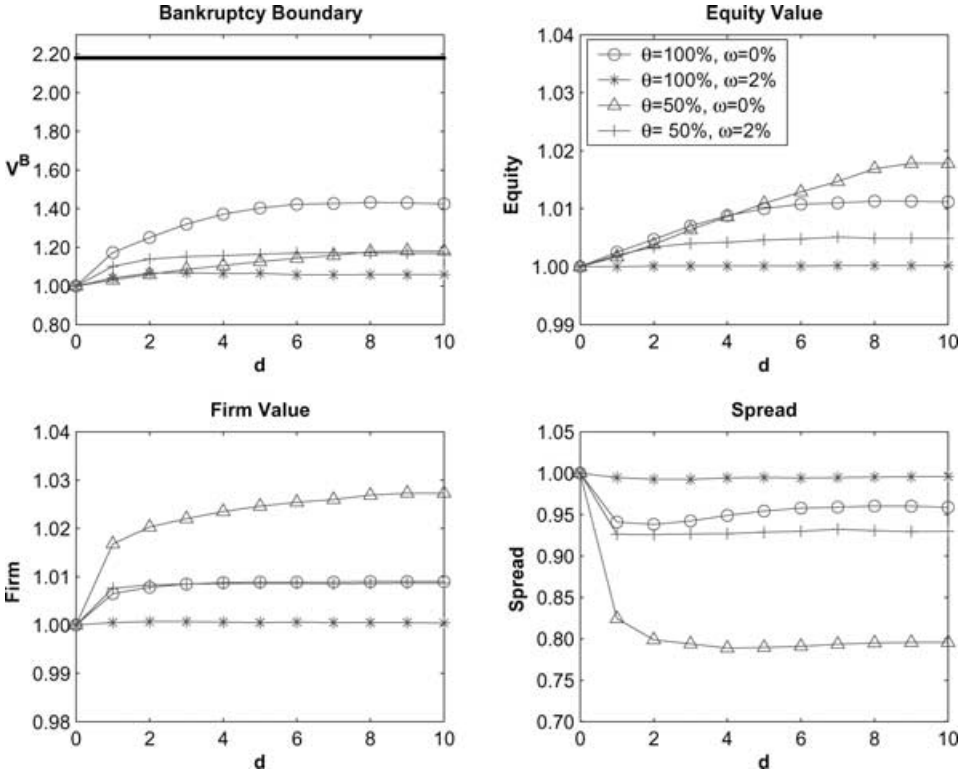 Bankruptcy Boundary
2.20
2.00
1.80
1.60
1.40
1.20
1.00
0.80
V^B
0 2 4 6 8 10
d
Equity Value
1.04
1.03
1.02
1.01
1.00
0.99
Equity
θ=100%, ω=0%
θ=100%, ω=2%
θ=50%, ω=0%
θ= 50%, ω=2%
0 2 4 6 8 10
d
Firm Value
1.04
1.03
1.02
1.01
1.00
0.99
0.98
Firm
0 2 4 6 8 10
d
Spread
1.05
1.00
0.95
0.90
0.85
0.80
0.75
0.70
Spread
0 2 4 6 8 10
d